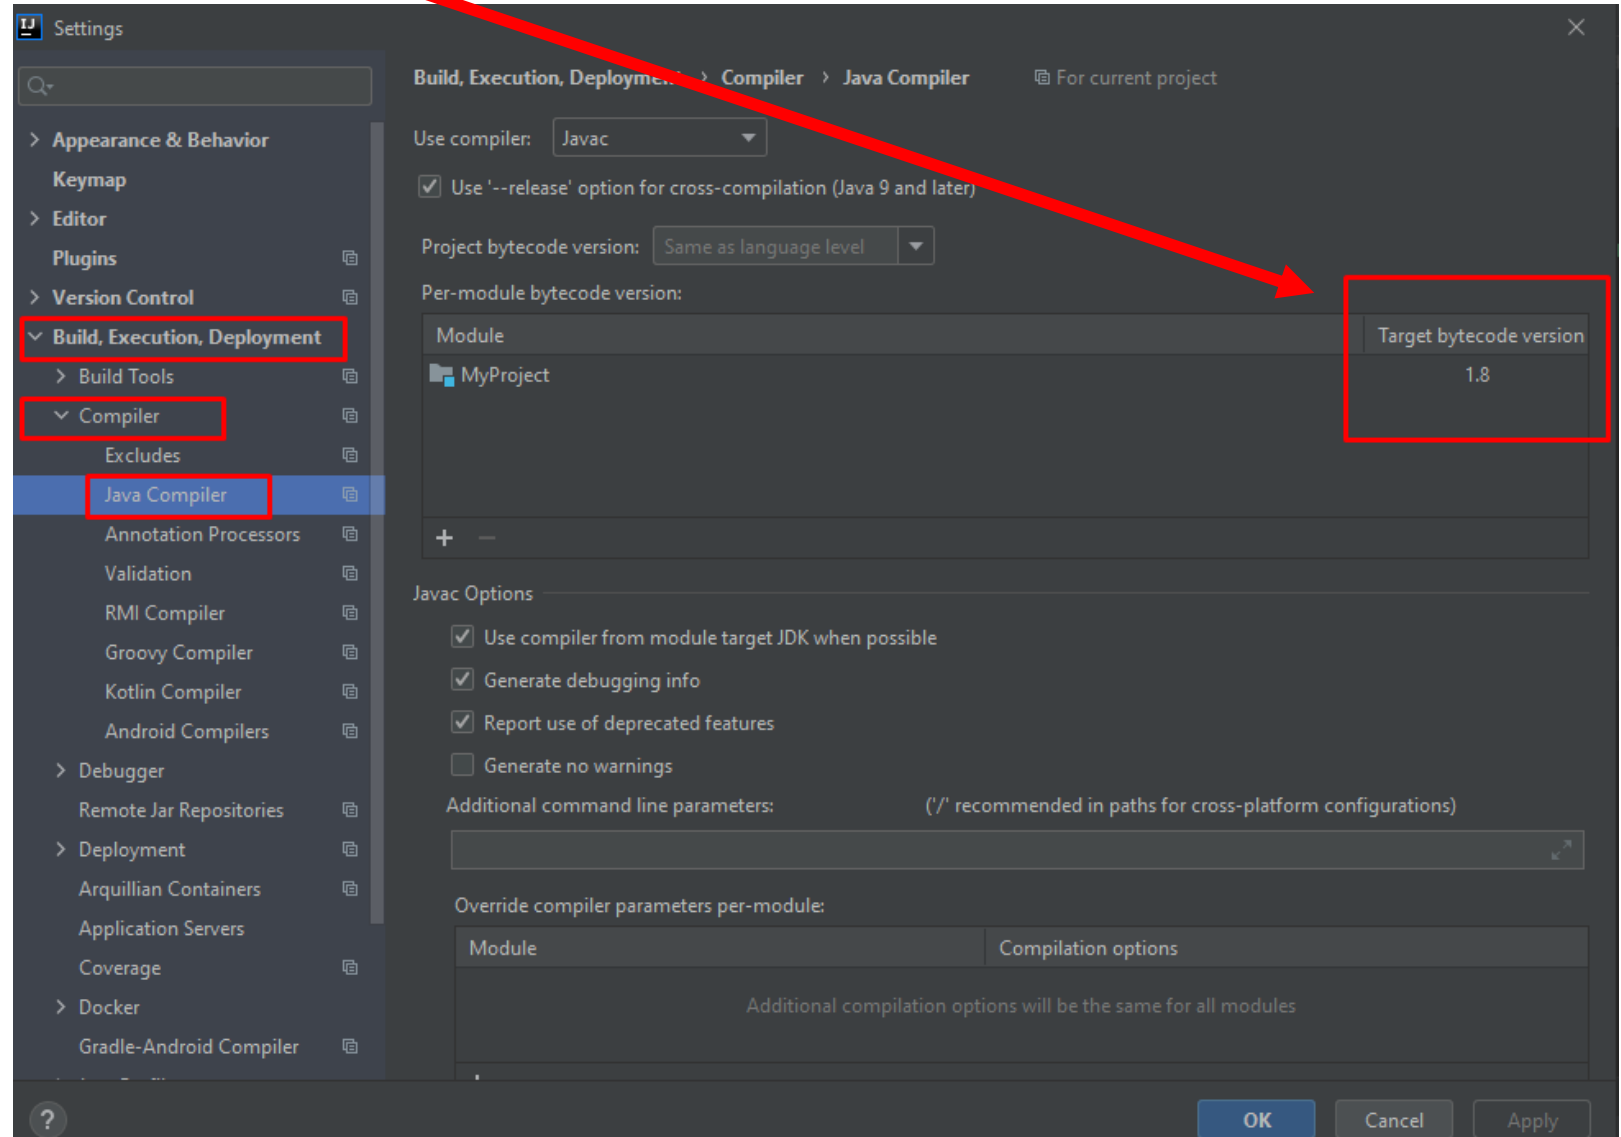 IJ Settings
Build, Execution, Deployment › Compiler › Java Compiler For current project
Appearance & Behavior
Keymap
Editor
Plugins
Version Control
Build, Execution, Deployment
Build Tools
Compiler
Excludes
Java Compiler
Annotation Processors
Validation
RMI Compiler
Groovy Compiler
Kotlin Compiler
Android Compilers
Debugger
Remote Jar Repositories
Deployment
Arquillian Containers
Application Servers
Coverage
Docker
Gradle-Android Compiler
Use compiler: Javac
Use '--release' option for cross-compilation (Java 9 and later)
Project bytecode version: Same as language level
Per-module bytecode version:
Module Target bytecode version
MyProject 1.8
+ −
Javac Options
Use compiler from module target JDK when possible
Generate debugging info
Report use of deprecated features
Generate no warnings
Additional command line parameters: ('/' recommended in paths for cross-platform configurations)
Override compiler parameters per-module:
Module Compilation options
Additional compilation options will be the same for all modules
? OK Cancel Apply